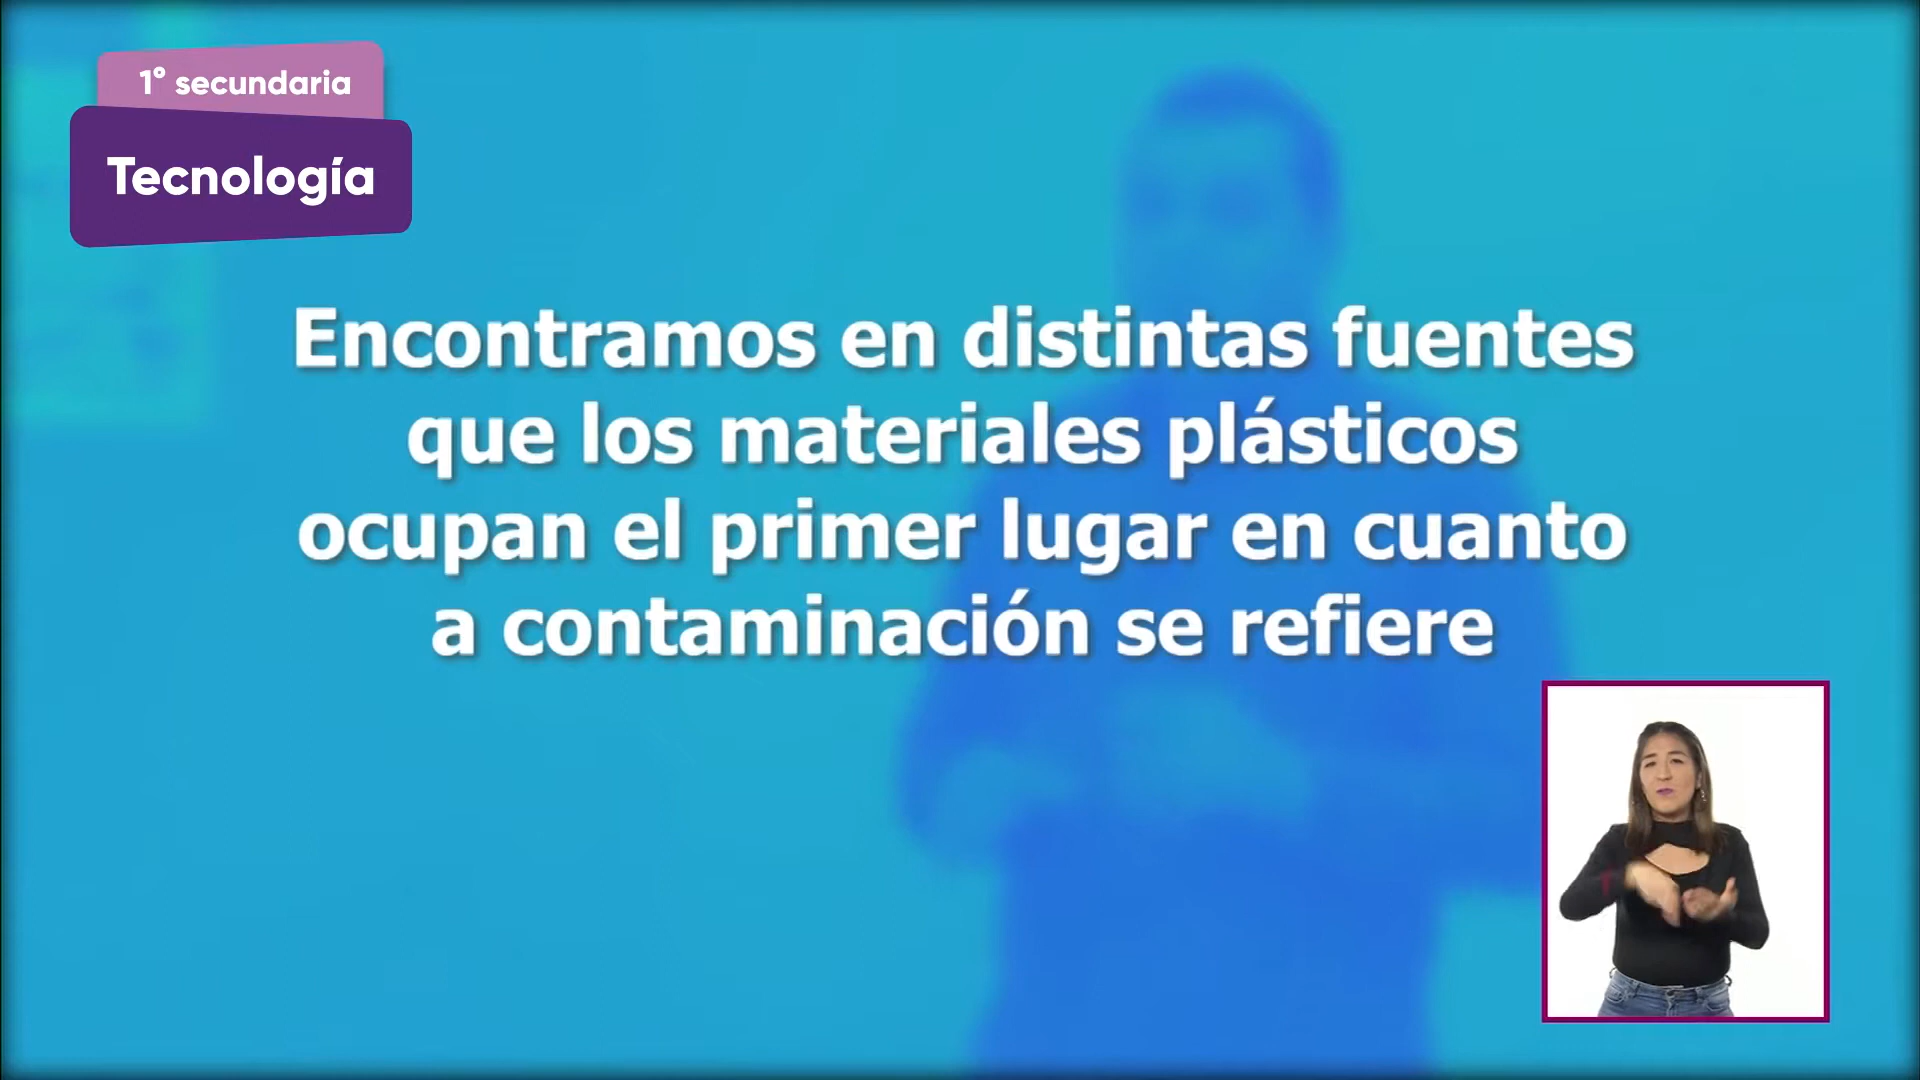 1° secundaria
Tecnología
Encontramos en distintas fuentes
que los materiales plásticos
ocupan el primer lugar en cuanto
a contaminación se refiere